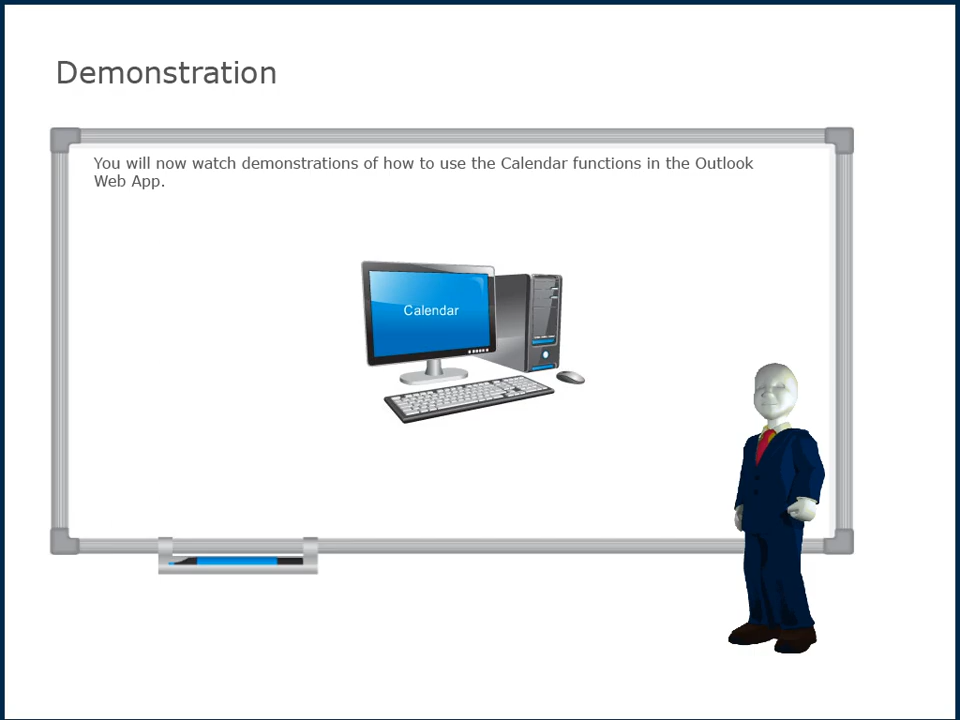 Demonstration
You will now watch demonstrations of how to use the Calendar functions in the Outlook
Web App.
Calendar